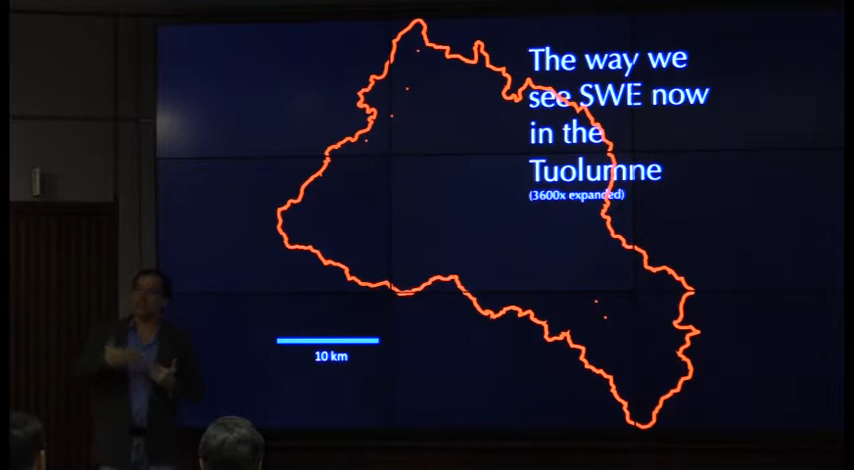 The way we
see SWE now
in the
Tuolumne
(3600x expanded)
10 km